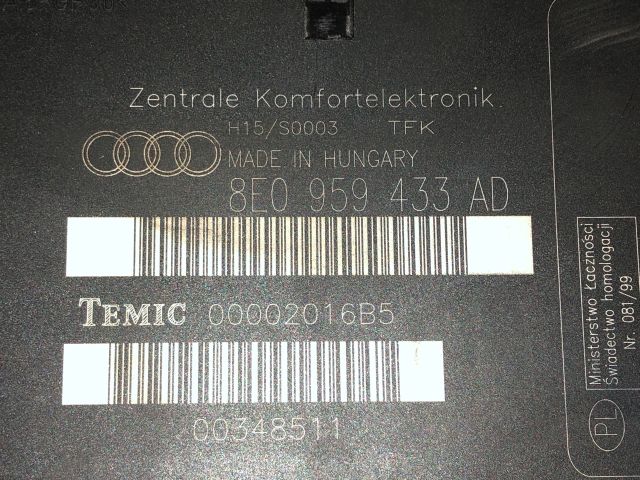 Zentrale Komfortelektronik
H15/S0003 TFK
MADE IN HUNGARY
8E0 959 433 AD
TEMIC 00002016B5
00348511
Ministerstwo Łączności
Świadectwo homologacji
Nr. 081/99
PL